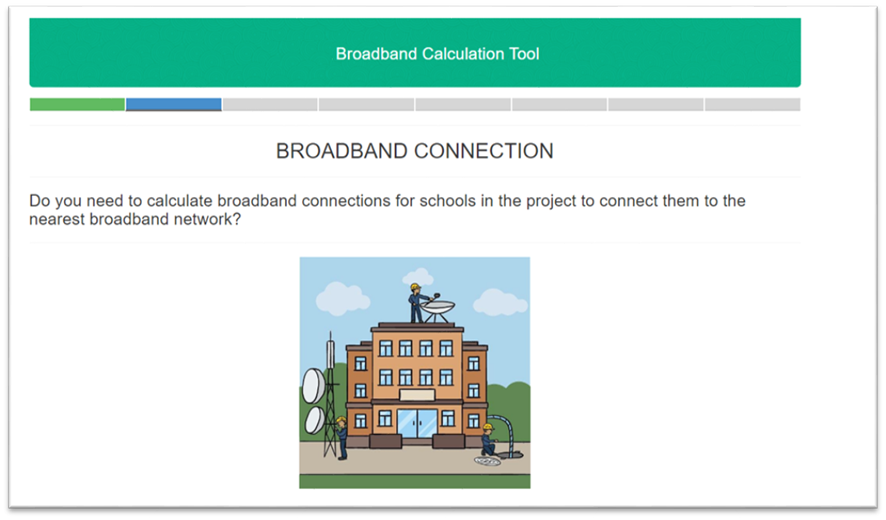 Broadband Calculation Tool
BROADBAND CONNECTION
Do you need to calculate broadband connections for schools in the project to connect them to the
nearest broadband network?